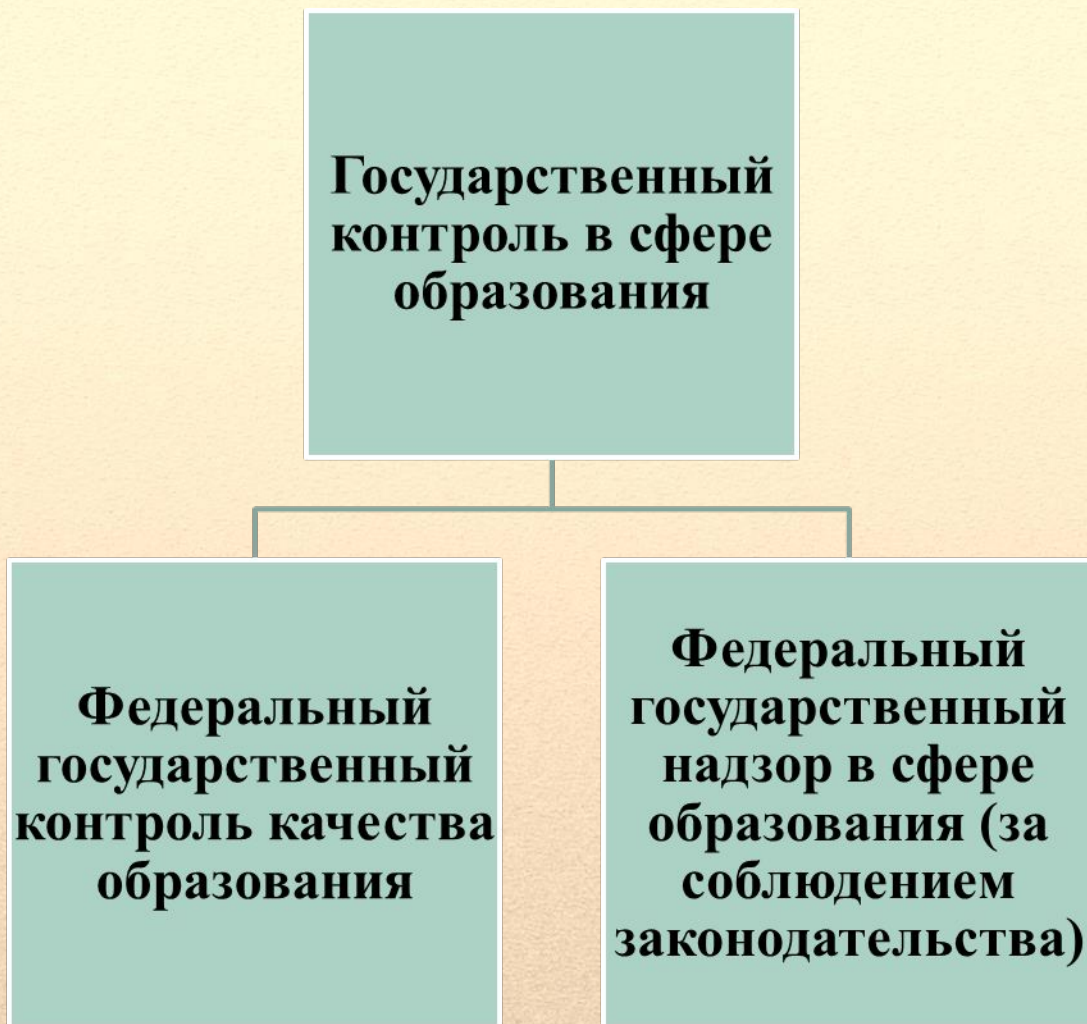 Государственный
контроль в сфере
образования
Федеральный
государственный
контроль качества
образования
Федеральный
государственный
надзор в сфере
образования (за
соблюдением
законодательства)